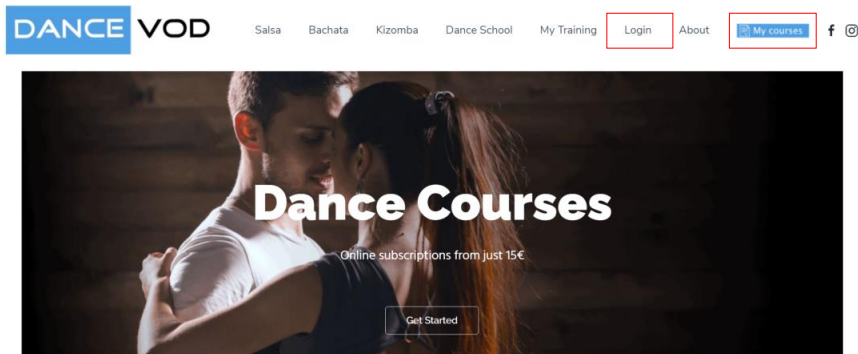 DANCE VOD
Salsa Bachata Kizomba Dance School My Training Login About My courses
Dance Courses
Online subscriptions from just 15€
Get Started